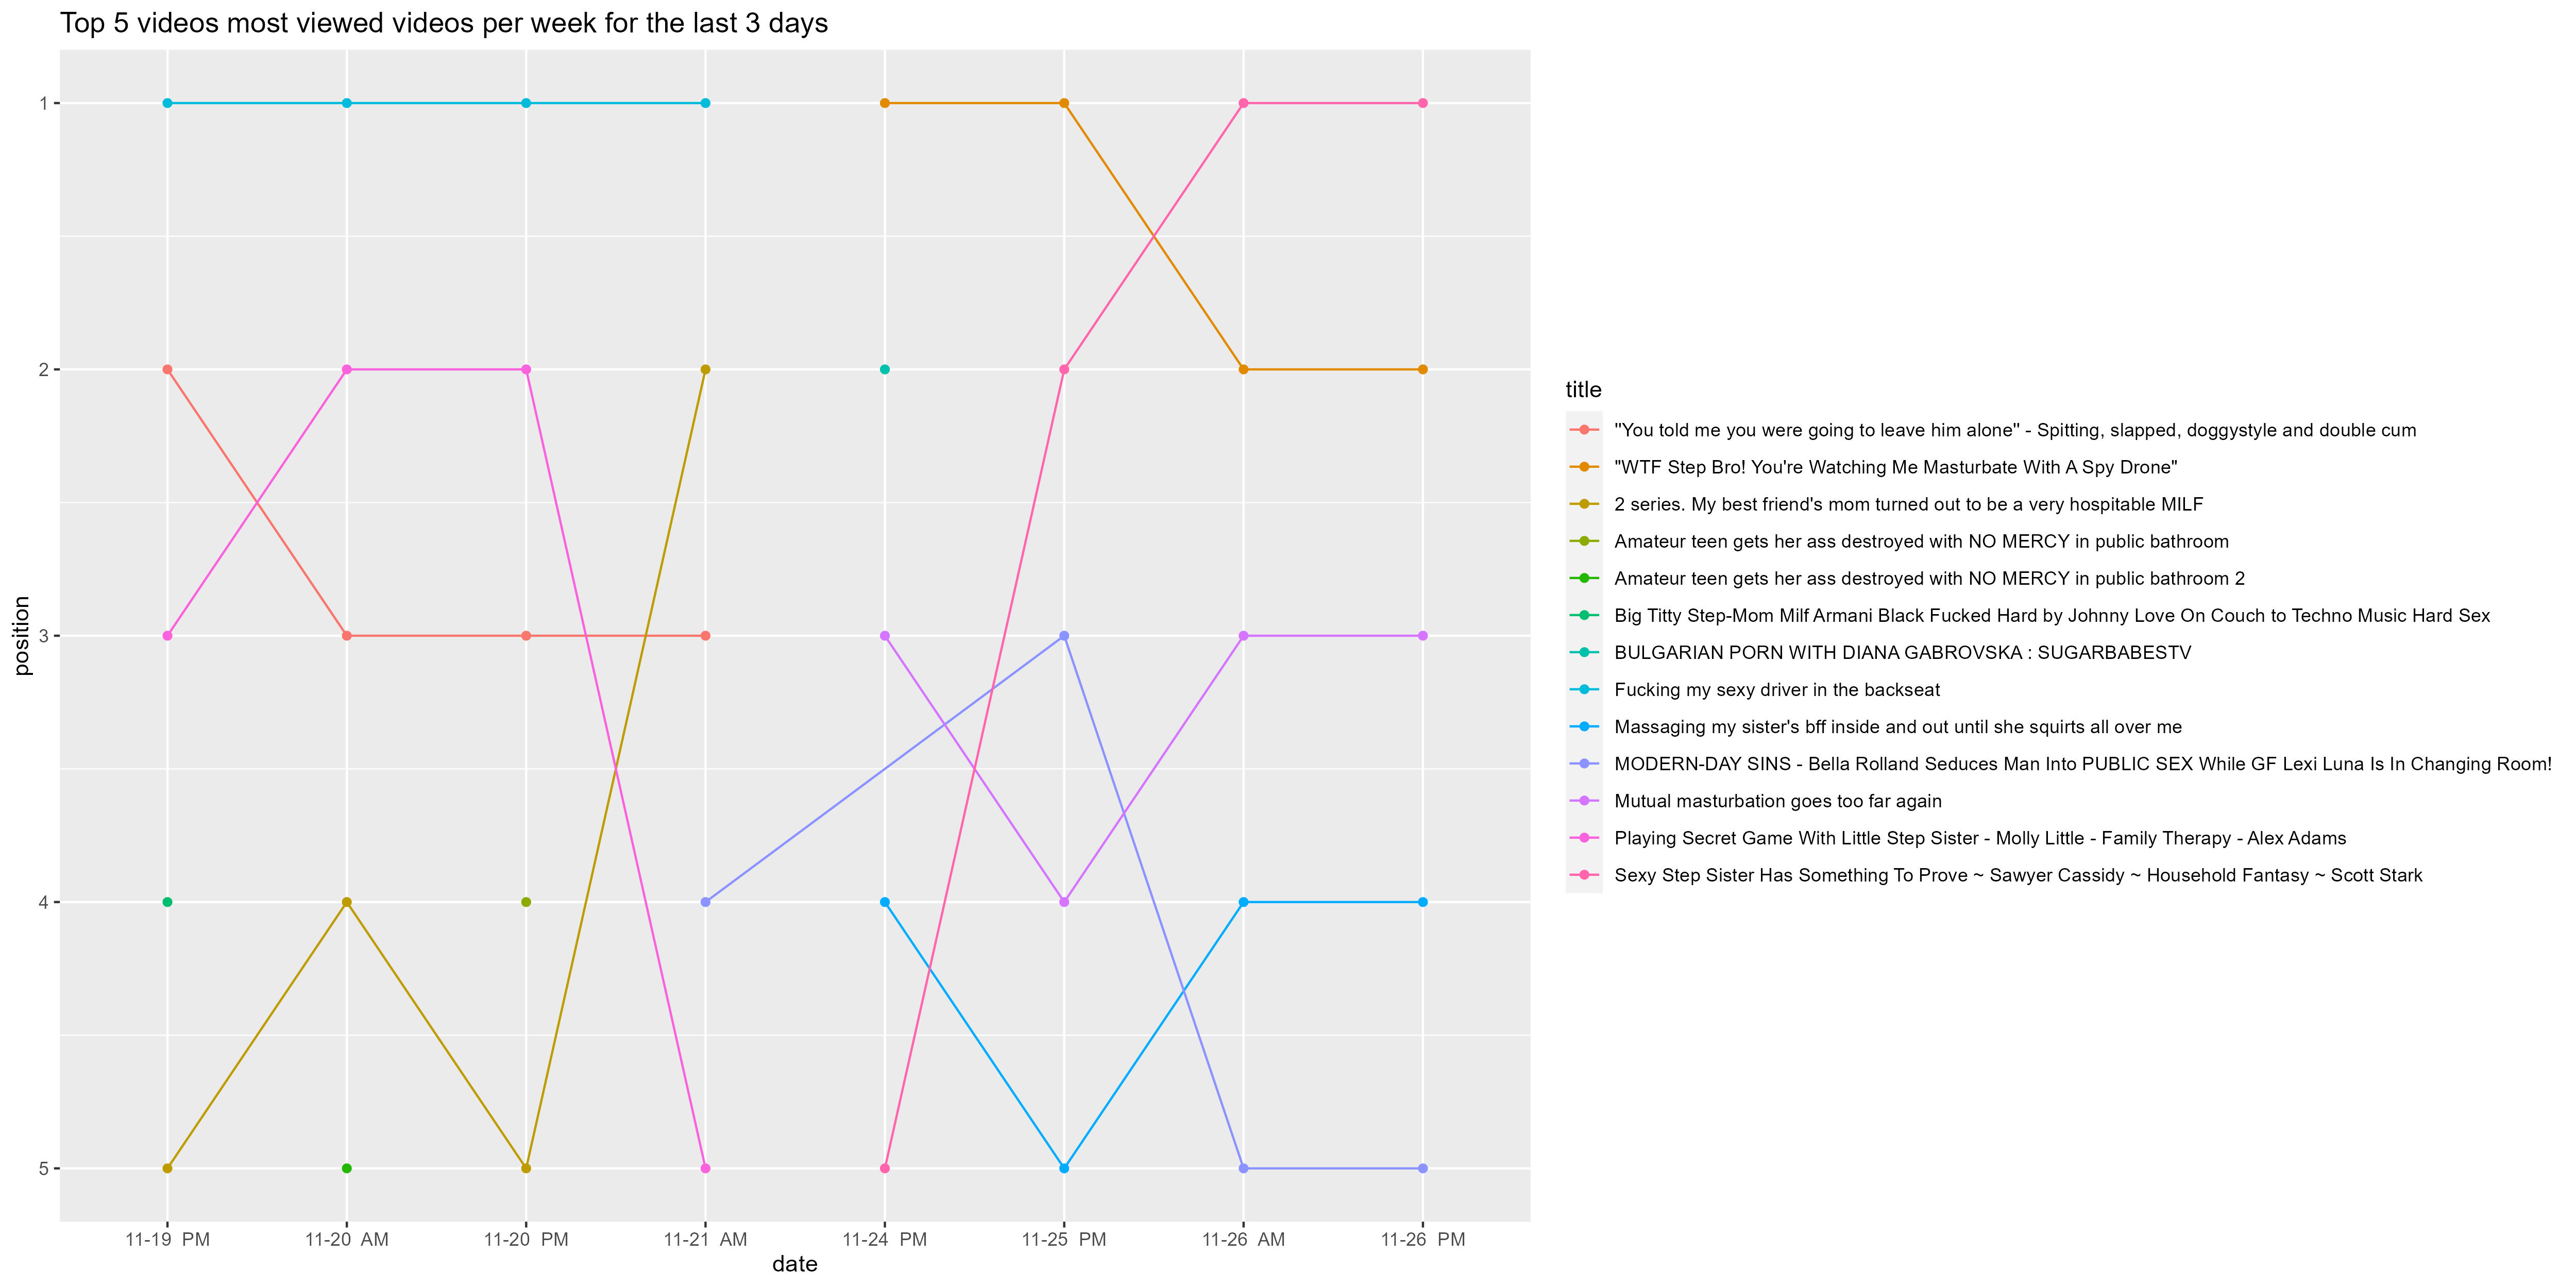 Top 5 videos most viewed videos per week for the last 3 days
position
1
2
3
4
5
11-19 PM
11-20 AM
11-20 PM
11-21 AM
11-24 PM
11-25 PM
11-26 AM
11-26 PM
date
title
"You told me you were going to leave him alone" - Spitting, slapped, doggystyle and double cum
"WTF Step Bro! You're Watching Me Masturbate With A Spy Drone"
2 series. My best friend's mom turned out to be a very hospitable MILF
Amateur teen gets her ass destroyed with NO MERCY in public bathroom
Amateur teen gets her ass destroyed with NO MERCY in public bathroom 2
Big Titty Step-Mom Milf Armani Black Fucked Hard by Johnny Love On Couch to Techno Music Hard Sex
BULGARIAN PORN WITH DIANA GABROVSKA : SUGARBABESTV
Fucking my sexy driver in the backseat
Massaging my sister's bff inside and out until she squirts all over me
MODERN-DAY SINS - Bella Rolland Seduces Man Into PUBLIC SEX While GF Lexi Luna Is In Changing Room!
Mutual masturbation goes too far again
Playing Secret Game With Little Step Sister - Molly Little - Family Therapy - Alex Adams
Sexy Step Sister Has Something To Prove ~ Sawyer Cassidy ~ Household Fantasy ~ Scott Stark